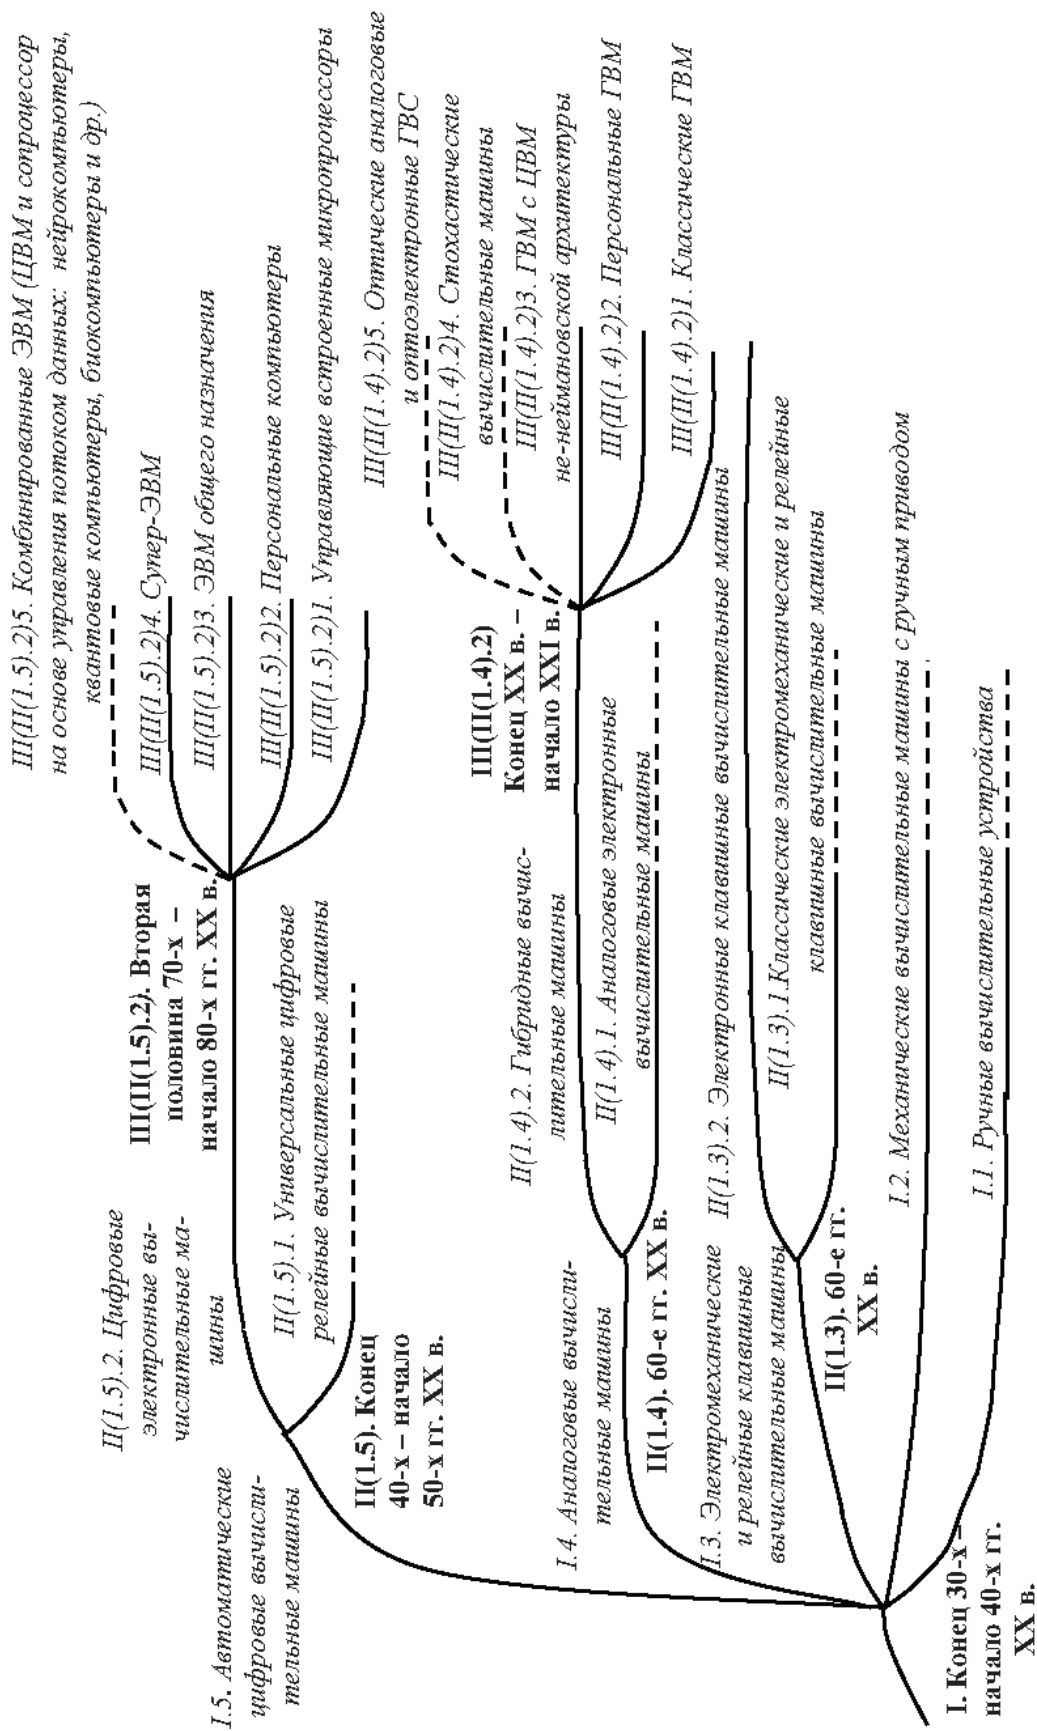 III(II(1.5).2)5. Комбинированные ЭВМ (ЦВМ и сопроцессор
на основе управления потоком данных: нейрокомпьютеры,
квантовые компьютеры, биокомпьютеры и др.)
III(II(1.5).2)4. Супер-ЭВМ
III(II(1.5).2)3. ЭВМ общего назначения
III(II(1.5).2)2. Персональные компьютеры
III(II(1.5).2)1. Управляющие встроенные микропроцессоры
III(II(1.5).2). Вторая
половина 70-х –
начало 80-х гг. XX в.
II(1.5).2. Цифровые
электронные вы-
числительные ма-
шины
II(1.5).1. Универсальные цифровые
релейные вычислительные машины
I.5. Автоматические
цифровые вычисли-
тельные машины
II(1.5). Конец
40-х – начало
50-х гг. XX в.
III(II(1.4).2)5. Оптические аналоговые
и оптоэлектронные ГВС
III(II(1.4).2)4. Стохастические
вычислительные машины
III(II(1.4).2)3. ГВМ с ЦВМ
не-неймановской архитектуры
III(II(1.4).2)2. Персональные ГВМ
III(II(1.4).2)1. Классические ГВМ
III(II(1.4).2)
Конец XX в. –
начало XXI в.
II(1.4).2. Гибридные вычис-
лительные машины
II(1.4).1. Аналоговые электронные
вычислительные машины
I.4. Аналоговые вычисли-
тельные машины
II(1.4). 60-е гг. XX в.
II(1.3).2. Электронные клавишные вычислительные машины
II(1.3).1.Классические электромеханические и релейные
клавишные вычислительные машины
I.3. Электромеханические
и релейные клавишные
вычислительные машины
II(1.3). 60-е гг.
XX в.
I.2. Механические вычислительные машины с ручным приводом
I.1. Ручные вычислительные устройства
I. Конец 30-х –
начало 40-х гг.
XX в.